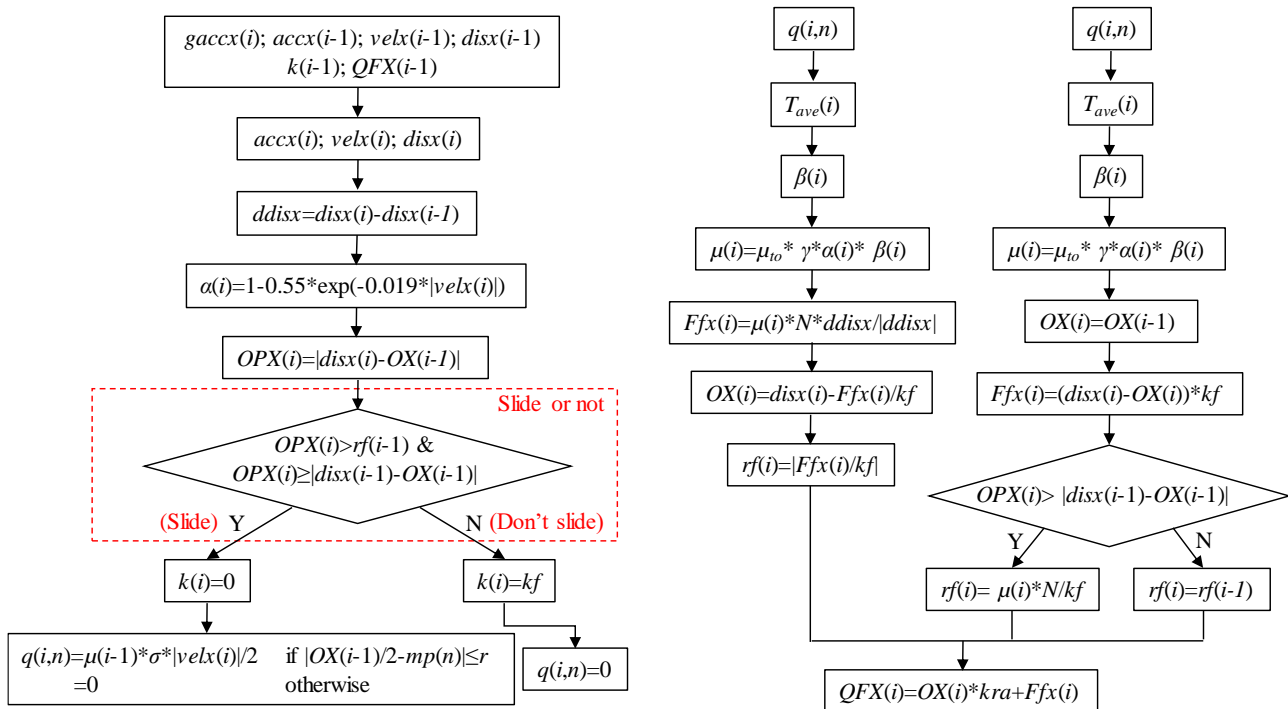 gaccx(i); accx(i-1); velx(i-1); disx(i-1)
k(i-1); QFX(i-1)
accx(i); velx(i); disx(i)
ddisx=disx(i)-disx(i-1)
α(i)=1-0.55*exp(-0.019*|velx(i)|)
OPX(i)=|disx(i)-OX(i-1)|
Slide or not
OPX(i)>rf(i-1) &
OPX(i)≥|disx(i-1)-OX(i-1)|
(Slide) Y
N (Don't slide)
k(i)=0
k(i)=kf
q(i,n)=μ(i-1)*σ*|velx(i)|/2 if |OX(i-1)/2-mp(n)|≤r
=0 otherwise
q(i,n)=0
q(i,n)
T_ave(i)
β(i)
μ(i)=μ_to* γ*α(i)* β(i)
Ffx(i)=μ(i)*N*ddisx/|ddisx|
OX(i)=disx(i)-Ffx(i)/kf
rf(i)=|Ffx(i)/kf|
q(i,n)
T_ave(i)
β(i)
μ(i)=μ_to* γ*α(i)* β(i)
OX(i)=OX(i-1)
Ffx(i)=(disx(i)-OX(i))*kf
OPX(i)> |disx(i-1)-OX(i-1)|
Y
N
rf(i)= μ(i)*N/kf
rf(i)=rf(i-1)
QFX(i)=OX(i)*kra+Ffx(i)